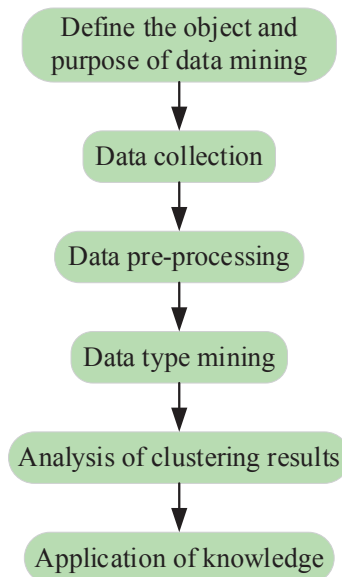 Define the object and
purpose of data mining
Data collection
Data pre-processing
Data type mining
Analysis of clustering results
Application of knowledge